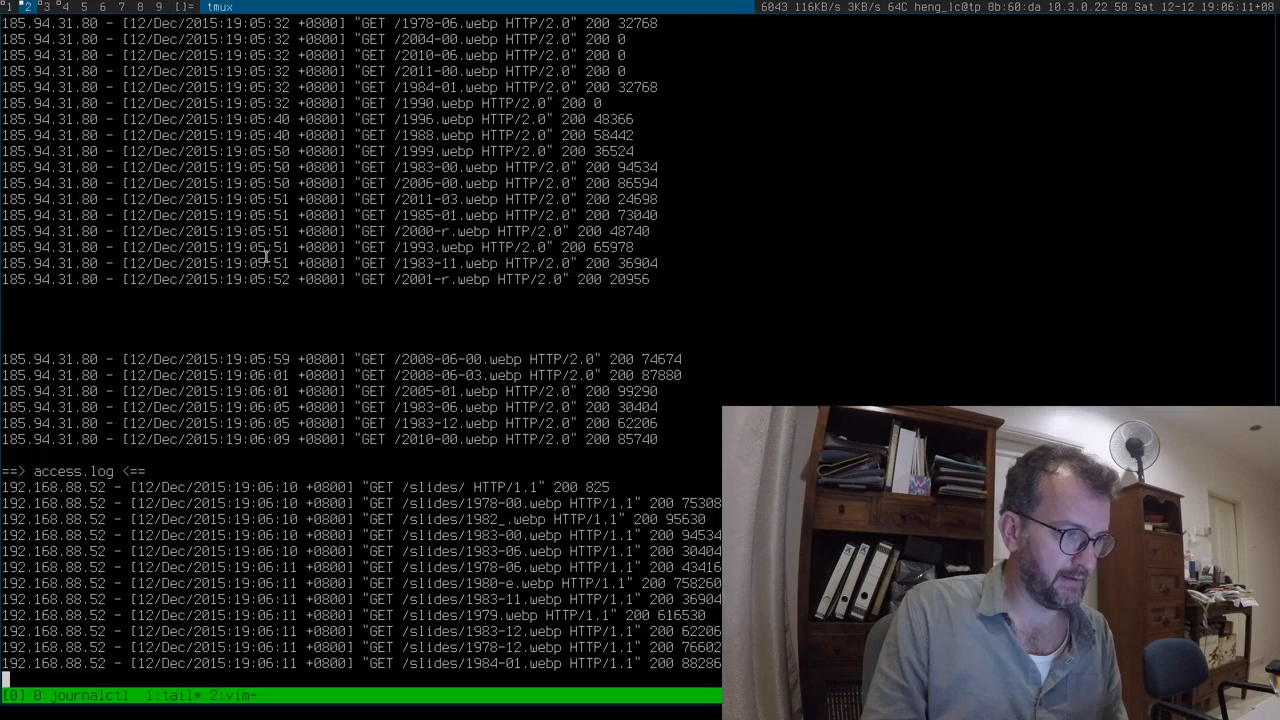 1 2 3 4 5 6 7 8 9 []= tmux 6043 116KB/s 3KB/s 64C heng_lc@tp 8b:60:da 10.3.0.22 58 Sat 12-12 19:06:11+08
185.94.31.80 - [12/Dec/2015:19:05:32 +0800] "GET /1978-06.webp HTTP/2.0" 200 32768
185.94.31.80 - [12/Dec/2015:19:05:32 +0800] "GET /2004-00.webp HTTP/2.0" 200 0
185.94.31.80 - [12/Dec/2015:19:05:32 +0800] "GET /2010-06.webp HTTP/2.0" 200 0
185.94.31.80 - [12/Dec/2015:19:05:32 +0800] "GET /2011-00.webp HTTP/2.0" 200 0
185.94.31.80 - [12/Dec/2015:19:05:32 +0800] "GET /1984-01.webp HTTP/2.0" 200 32768
185.94.31.80 - [12/Dec/2015:19:05:32 +0800] "GET /1990.webp HTTP/2.0" 200 0
185.94.31.80 - [12/Dec/2015:19:05:40 +0800] "GET /1996.webp HTTP/2.0" 200 48366
185.94.31.80 - [12/Dec/2015:19:05:40 +0800] "GET /1988.webp HTTP/2.0" 200 58442
185.94.31.80 - [12/Dec/2015:19:05:50 +0800] "GET /1999.webp HTTP/2.0" 200 36524
185.94.31.80 - [12/Dec/2015:19:05:50 +0800] "GET /1983-00.webp HTTP/2.0" 200 94534
185.94.31.80 - [12/Dec/2015:19:05:50 +0800] "GET /2006-00.webp HTTP/2.0" 200 86594
185.94.31.80 - [12/Dec/2015:19:05:51 +0800] "GET /2011-03.webp HTTP/2.0" 200 24698
185.94.31.80 - [12/Dec/2015:19:05:51 +0800] "GET /1985-01.webp HTTP/2.0" 200 73040
185.94.31.80 - [12/Dec/2015:19:05:51 +0800] "GET /2000-r.webp HTTP/2.0" 200 48740
185.94.31.80 - [12/Dec/2015:19:05:51 +0800] "GET /1993.webp HTTP/2.0" 200 65978
185.94.31.80 - [12/Dec/2015:19:05:51 +0800] "GET /1983-11.webp HTTP/2.0" 200 36904
185.94.31.80 - [12/Dec/2015:19:05:52 +0800] "GET /2001-r.webp HTTP/2.0" 200 20956
185.94.31.80 - [12/Dec/2015:19:05:59 +0800] "GET /2008-06-00.webp HTTP/2.0" 200 74674
185.94.31.80 - [12/Dec/2015:19:06:01 +0800] "GET /2008-06-03.webp HTTP/2.0" 200 87880
185.94.31.80 - [12/Dec/2015:19:06:01 +0800] "GET /2005-01.webp HTTP/2.0" 200 99290
185.94.31.80 - [12/Dec/2015:19:06:05 +0800] "GET /1983-06.webp HTTP/2.0" 200 30404
185.94.31.80 - [12/Dec/2015:19:06:05 +0800] "GET /1983-12.webp HTTP/2.0" 200 62206
185.94.31.80 - [12/Dec/2015:19:06:09 +0800] "GET /2010-00.webp HTTP/2.0" 200 85740
==> access.log <==
192.168.88.52 - [12/Dec/2015:19:06:10 +0800] "GET /slides/ HTTP/1.1" 200 825
192.168.88.52 - [12/Dec/2015:19:06:10 +0800] "GET /slides/1978-00.webp HTTP/1.1" 200 75308
192.168.88.52 - [12/Dec/2015:19:06:10 +0800] "GET /slides/1982_.webp HTTP/1.1" 200 95630
192.168.88.52 - [12/Dec/2015:19:06:10 +0800] "GET /slides/1983-00.webp HTTP/1.1" 200 94534
192.168.88.52 - [12/Dec/2015:19:06:10 +0800] "GET /slides/1983-06.webp HTTP/1.1" 200 30404
192.168.88.52 - [12/Dec/2015:19:06:11 +0800] "GET /slides/1978-06.webp HTTP/1.1" 200 43416
192.168.88.52 - [12/Dec/2015:19:06:11 +0800] "GET /slides/1980-e.webp HTTP/1.1" 200 758260
192.168.88.52 - [12/Dec/2015:19:06:11 +0800] "GET /slides/1983-11.webp HTTP/1.1" 200 36904
192.168.88.52 - [12/Dec/2015:19:06:11 +0800] "GET /slides/1979.webp HTTP/1.1" 200 616530
192.168.88.52 - [12/Dec/2015:19:06:11 +0800] "GET /slides/1983-12.webp HTTP/1.1" 200 62206
192.168.88.52 - [12/Dec/2015:19:06:11 +0800] "GET /slides/1978-12.webp HTTP/1.1" 200 76602
192.168.88.52 - [12/Dec/2015:19:06:11 +0800] "GET /slides/1984-01.webp HTTP/1.1" 200 88286
[0] 0:journalctl 1:tail* 2:vim-